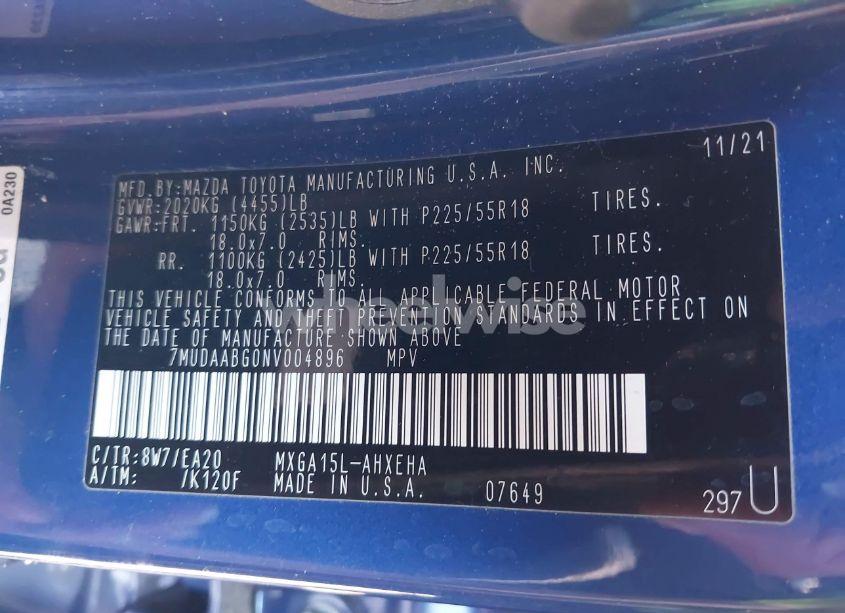 11/21
MFD.BY:MAZDA TOYOTA MANUFACTURING U.S.A. INC.
GVWR:2020KG (4455)LB
GAWR:FRT. 1150KG (2535)LB WITH P225/55R18 TIRES.
18.0x7.0 RIMS.
RR. 1100KG (2425)LB WITH P225/55R18 TIRES.
18.0x7.0 RIMS.
THIS VEHICLE CONFORMS TO ALL APPLICABLE FEDERAL MOTOR
VEHICLE SAFETY AND THEFT PREVENTION STANDARDS IN EFFECT ON
THE DATE OF MANUFACTURE SHOWN ABOVE
7MUDAABG0NV004896 MPV
C/TR:8W7/EA20 MXGA15L-AHXEHA
A/TM: /K120F MADE IN U.S.A. 07649
297U
0A230
wheelwise